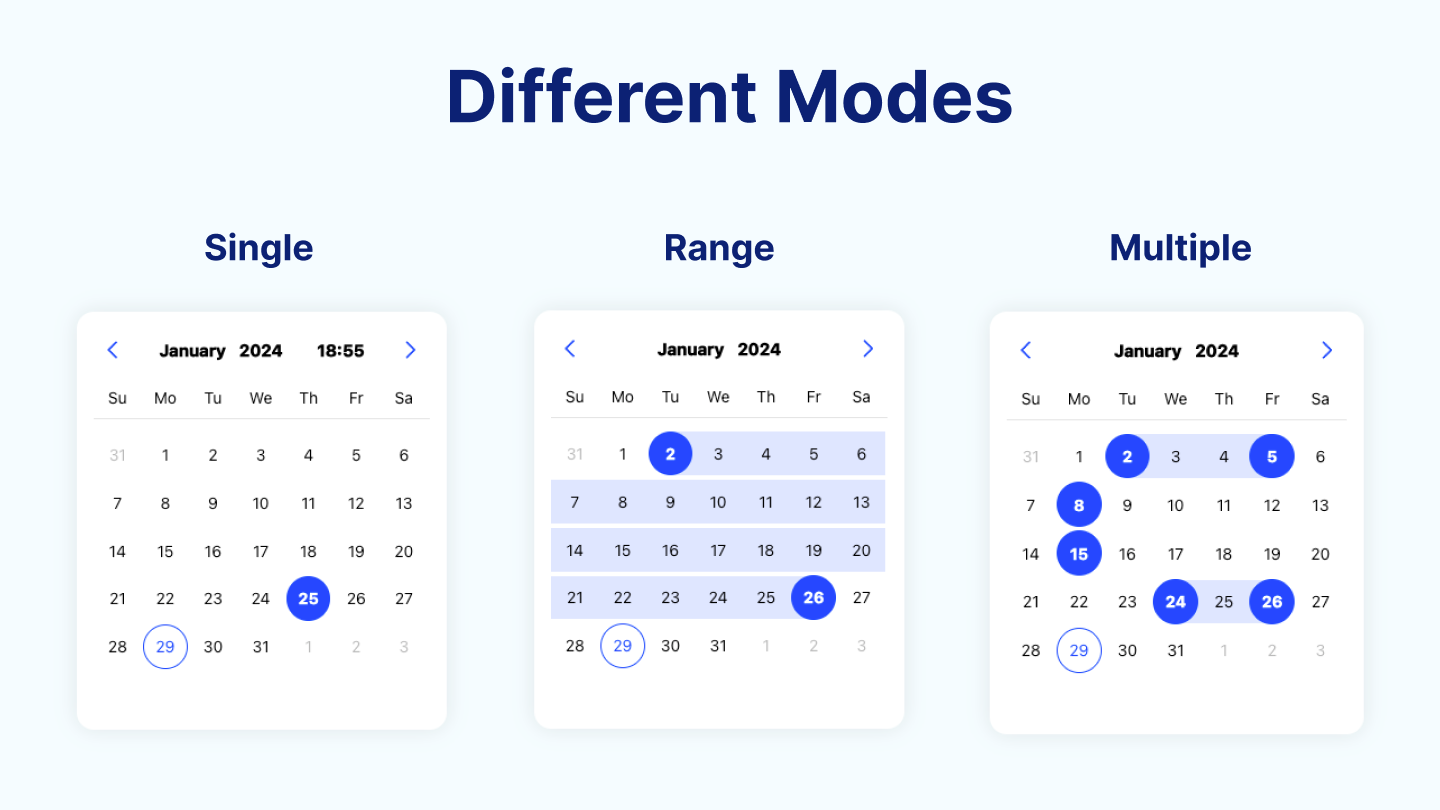 Different Modes
Single
January 2024 18:55
Su Mo Tu We Th Fr Sa
31 1 2 3 4 5 6
7 8 9 10 11 12 13
14 15 16 17 18 19 20
21 22 23 24 25 26 27
28 29 30 31 1 2 3
Range
January 2024
Su Mo Tu We Th Fr Sa
31 1 2 3 4 5 6
7 8 9 10 11 12 13
14 15 16 17 18 19 20
21 22 23 24 25 26 27
28 29 30 31 1 2 3
Multiple
January 2024
Su Mo Tu We Th Fr Sa
31 1 2 3 4 5 6
7 8 9 10 11 12 13
14 15 16 17 18 19 20
21 22 23 24 25 26 27
28 29 30 31 1 2 3